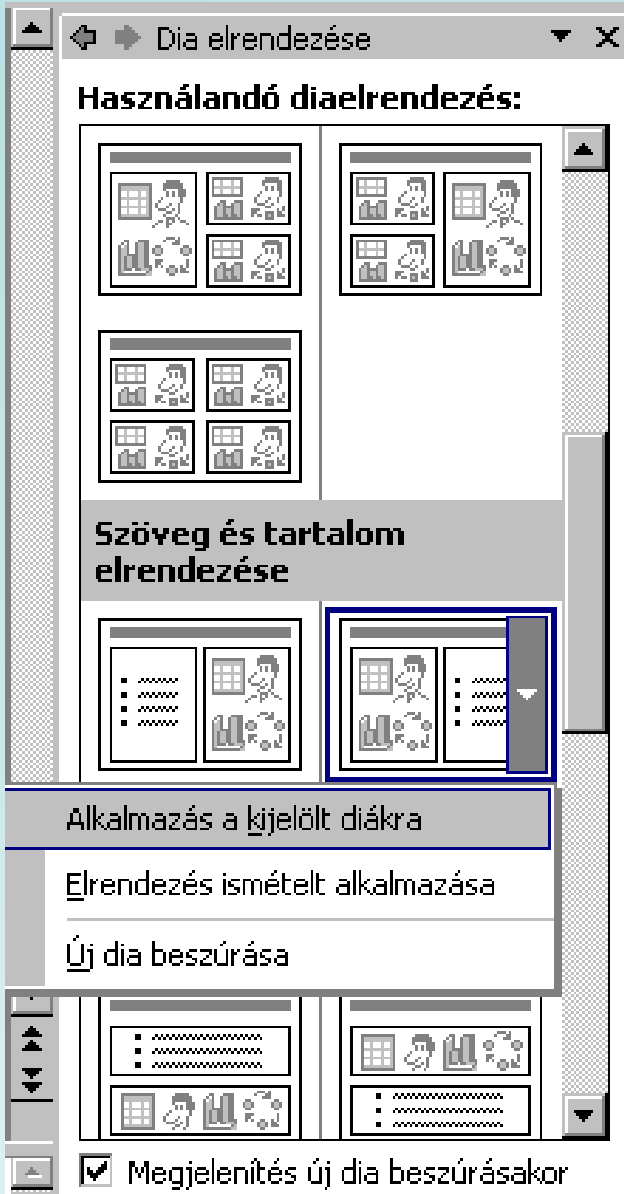 Dia elrendezése
Használandó diaelrendezés:
Szöveg és tartalom
elrendezése
Alkalmazás a kijelölt diákra
Elrendezés ismételt alkalmazása
Új dia beszúrása
Megjelenítés új dia beszúrásakor